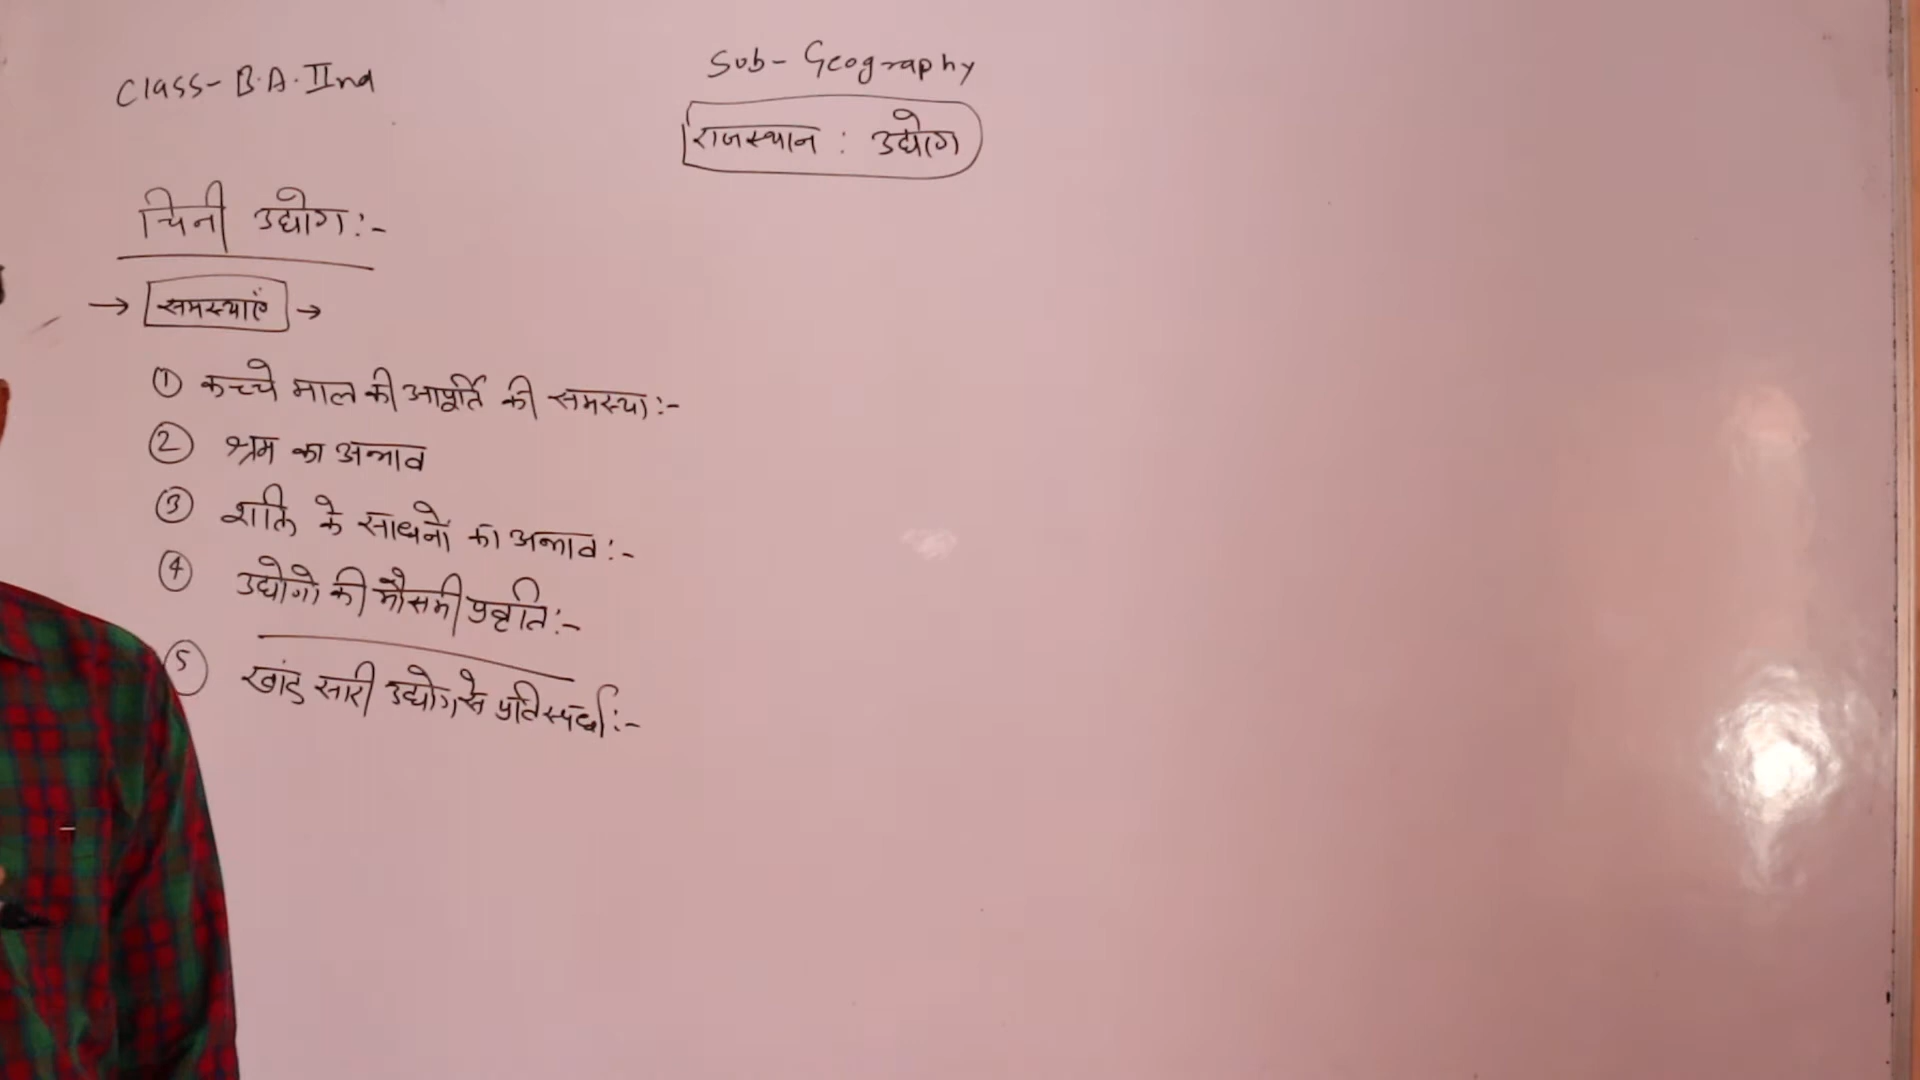 Class- B.A. IInd
Sub- Geography
राजस्थान : उद्योग
चिनी उद्योग:-
→ समस्याएं →
① कच्चे माल की आपूर्ति की समस्या:-
② श्रम का अभाव
③ शक्ति के साधनों का अभाव:-
④ उद्योगो की मौसमी प्रवृति:-
⑤ खांड सारी उद्योग से प्रतिस्पर्द्धा:-